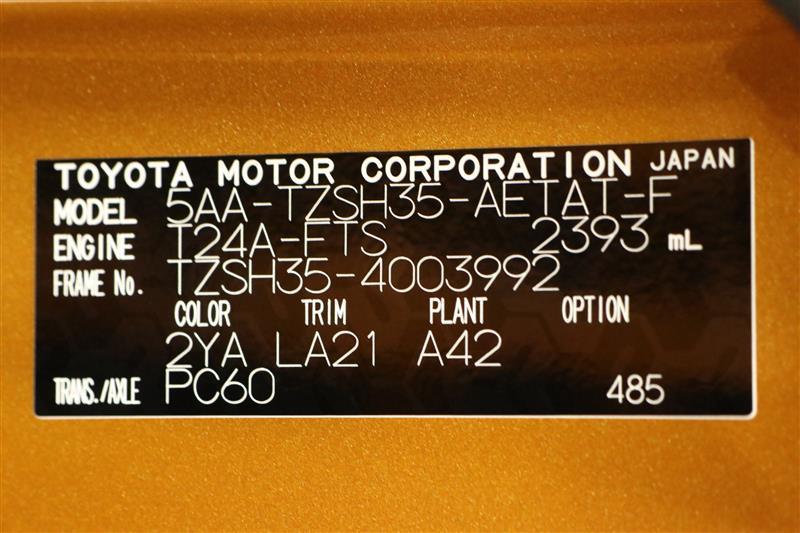 TOYOTA MOTOR CORPORATION JAPAN
MODEL 5AA-TZSH35-AETAT-F
ENGINE T24A-FTS 2393 mL
FRAME No. TZSH35-4003992
COLOR TRIM PLANT OPTION
2YA LA21 A42
TRANS./AXLE PC60 485